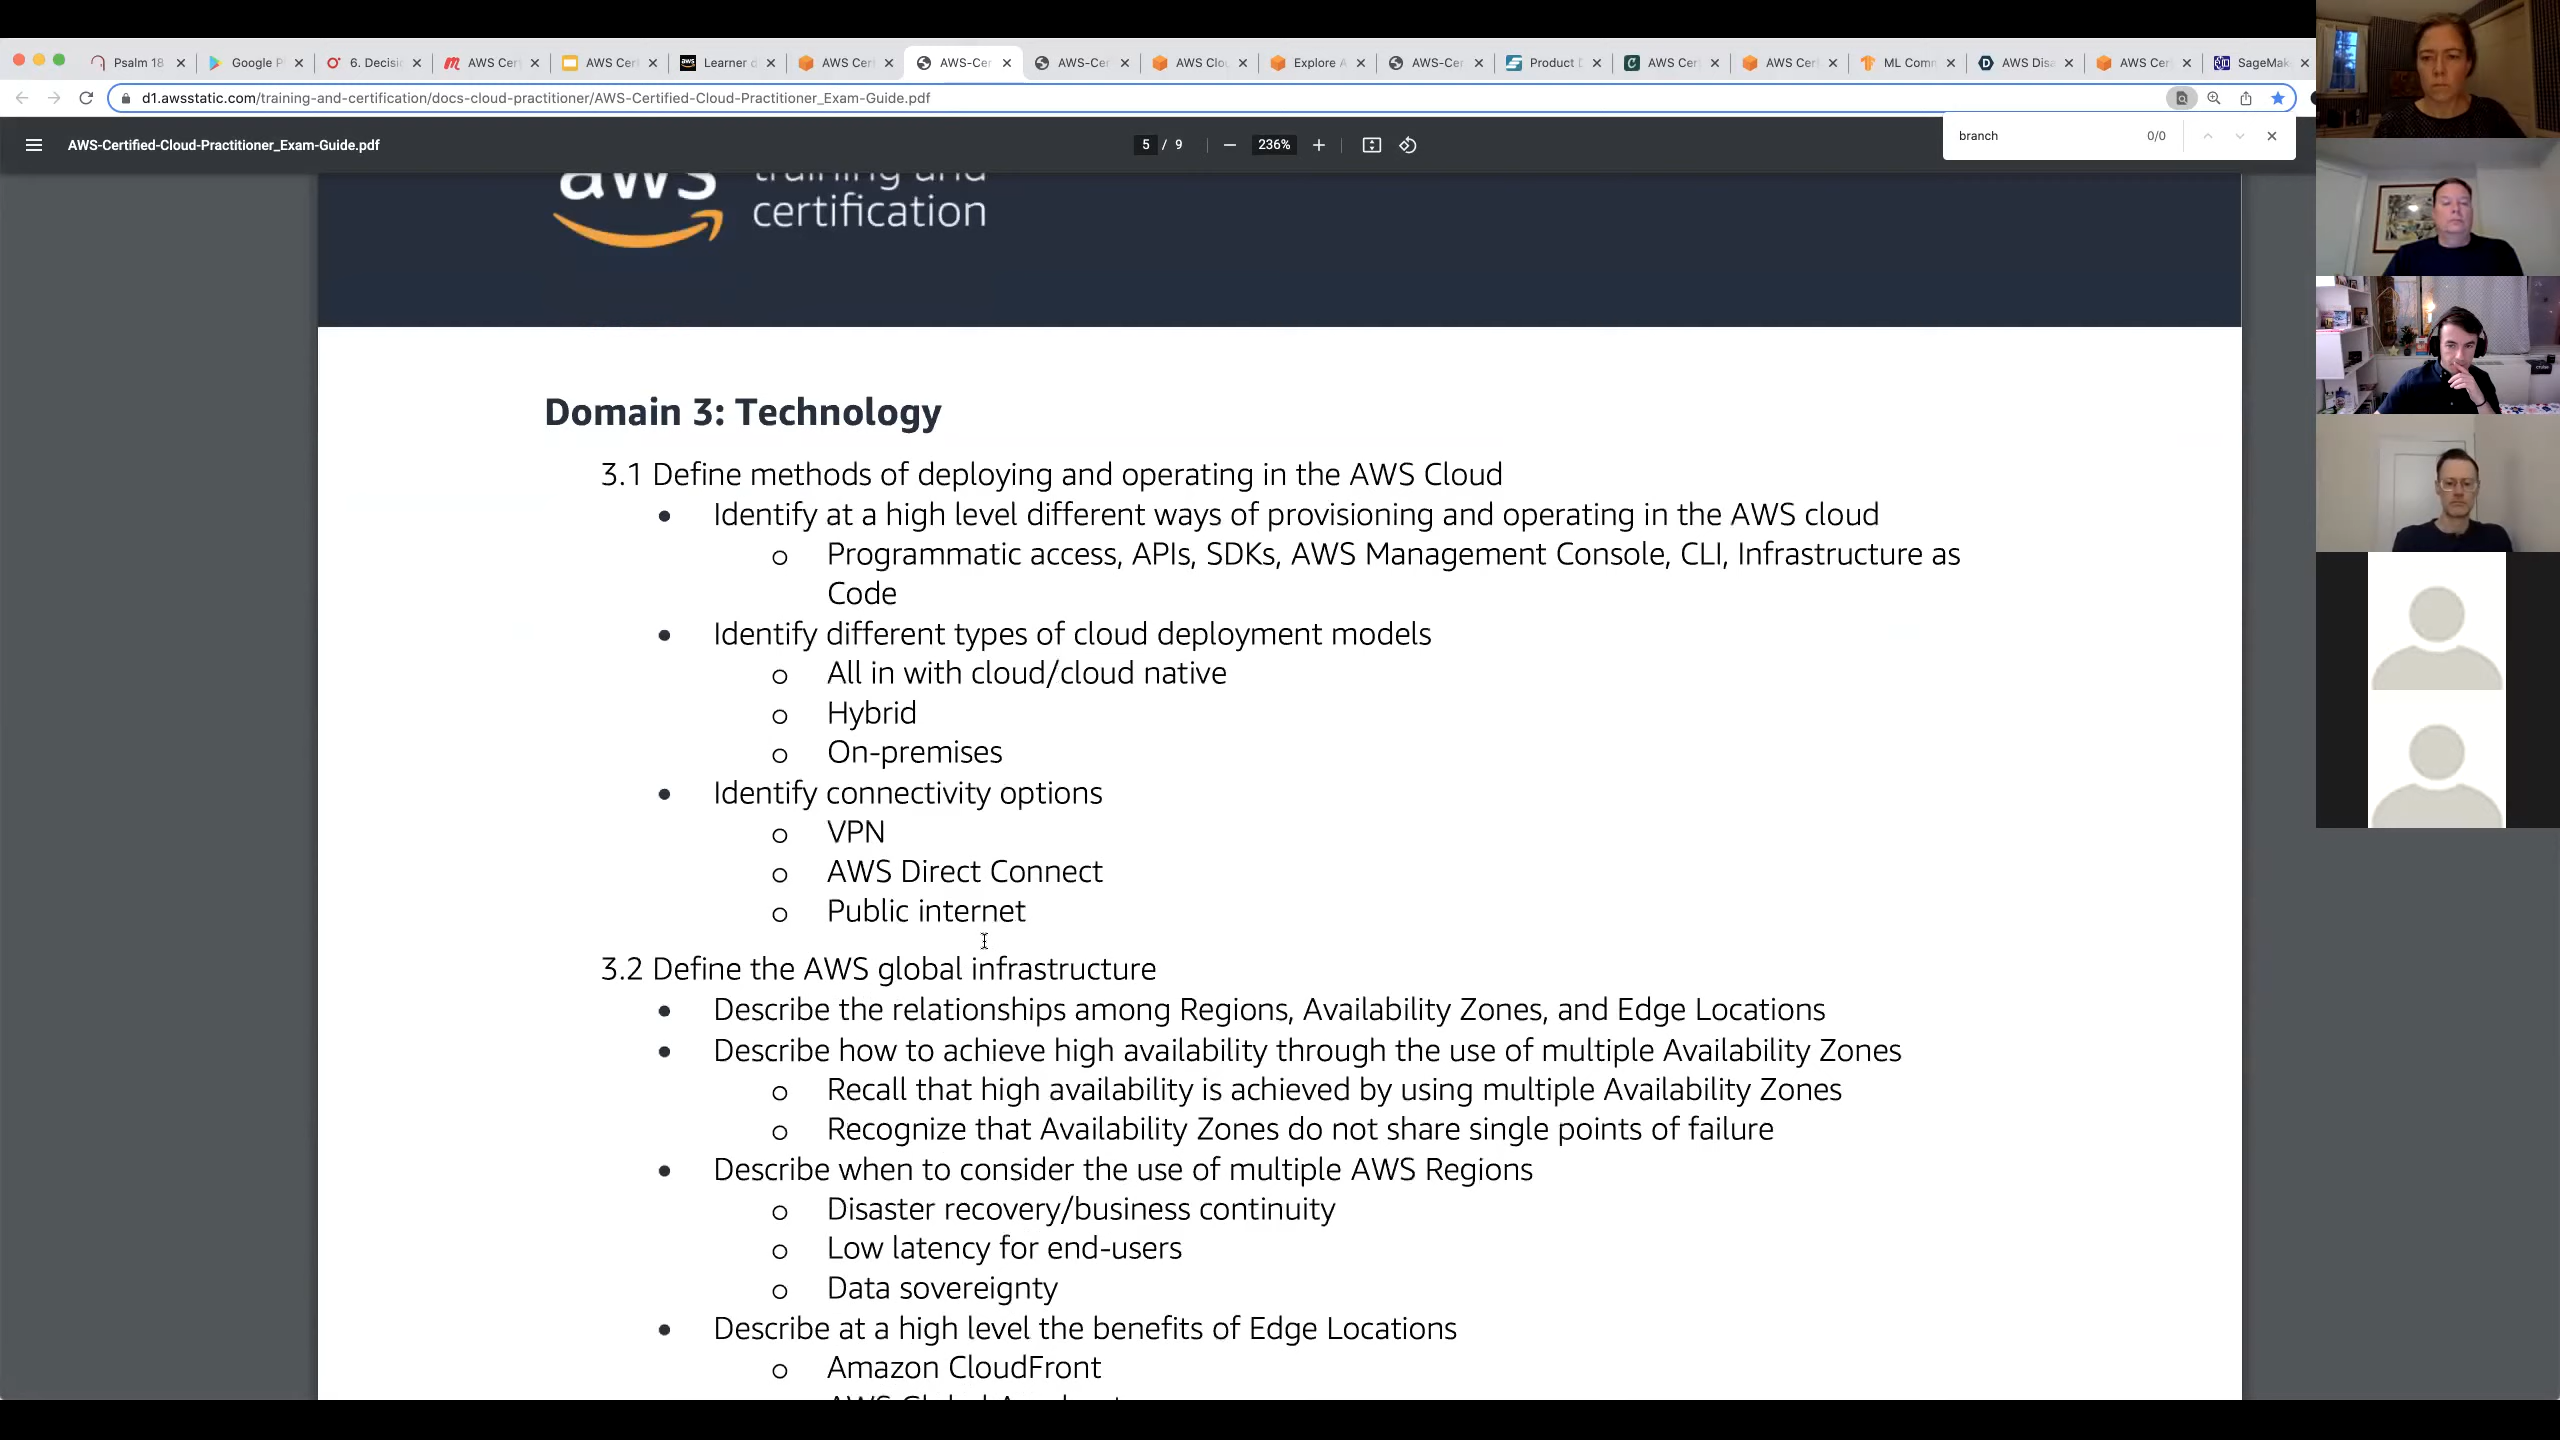 Psalm 18
Google P
6. Decisi
AWS Cer
AWS Cer
Learner d
AWS Cer
AWS-Cer
AWS-Cer
AWS Clo
Explore A
AWS-Cer
Product D
AWS Cer
AWS Cer
ML Com
AWS Disa
AWS Cer
SageMak
d1.awsstatic.com/training-and-certification/docs-cloud-practitioner/AWS-Certified-Cloud-Practitioner_Exam-Guide.pdf
AWS-Certified-Cloud-Practitioner_Exam-Guide.pdf
5 / 9
236%
branch
0/0
aws training and
certification
Domain 3: Technology
3.1 Define methods of deploying and operating in the AWS Cloud
• Identify at a high level different ways of provisioning and operating in the AWS cloud
o Programmatic access, APIs, SDKs, AWS Management Console, CLI, Infrastructure as
Code
• Identify different types of cloud deployment models
o All in with cloud/cloud native
o Hybrid
o On-premises
• Identify connectivity options
o VPN
o AWS Direct Connect
o Public internet
3.2 Define the AWS global infrastructure
• Describe the relationships among Regions, Availability Zones, and Edge Locations
• Describe how to achieve high availability through the use of multiple Availability Zones
o Recall that high availability is achieved by using multiple Availability Zones
o Recognize that Availability Zones do not share single points of failure
• Describe when to consider the use of multiple AWS Regions
o Disaster recovery/business continuity
o Low latency for end-users
o Data sovereignty
• Describe at a high level the benefits of Edge Locations
o Amazon CloudFront